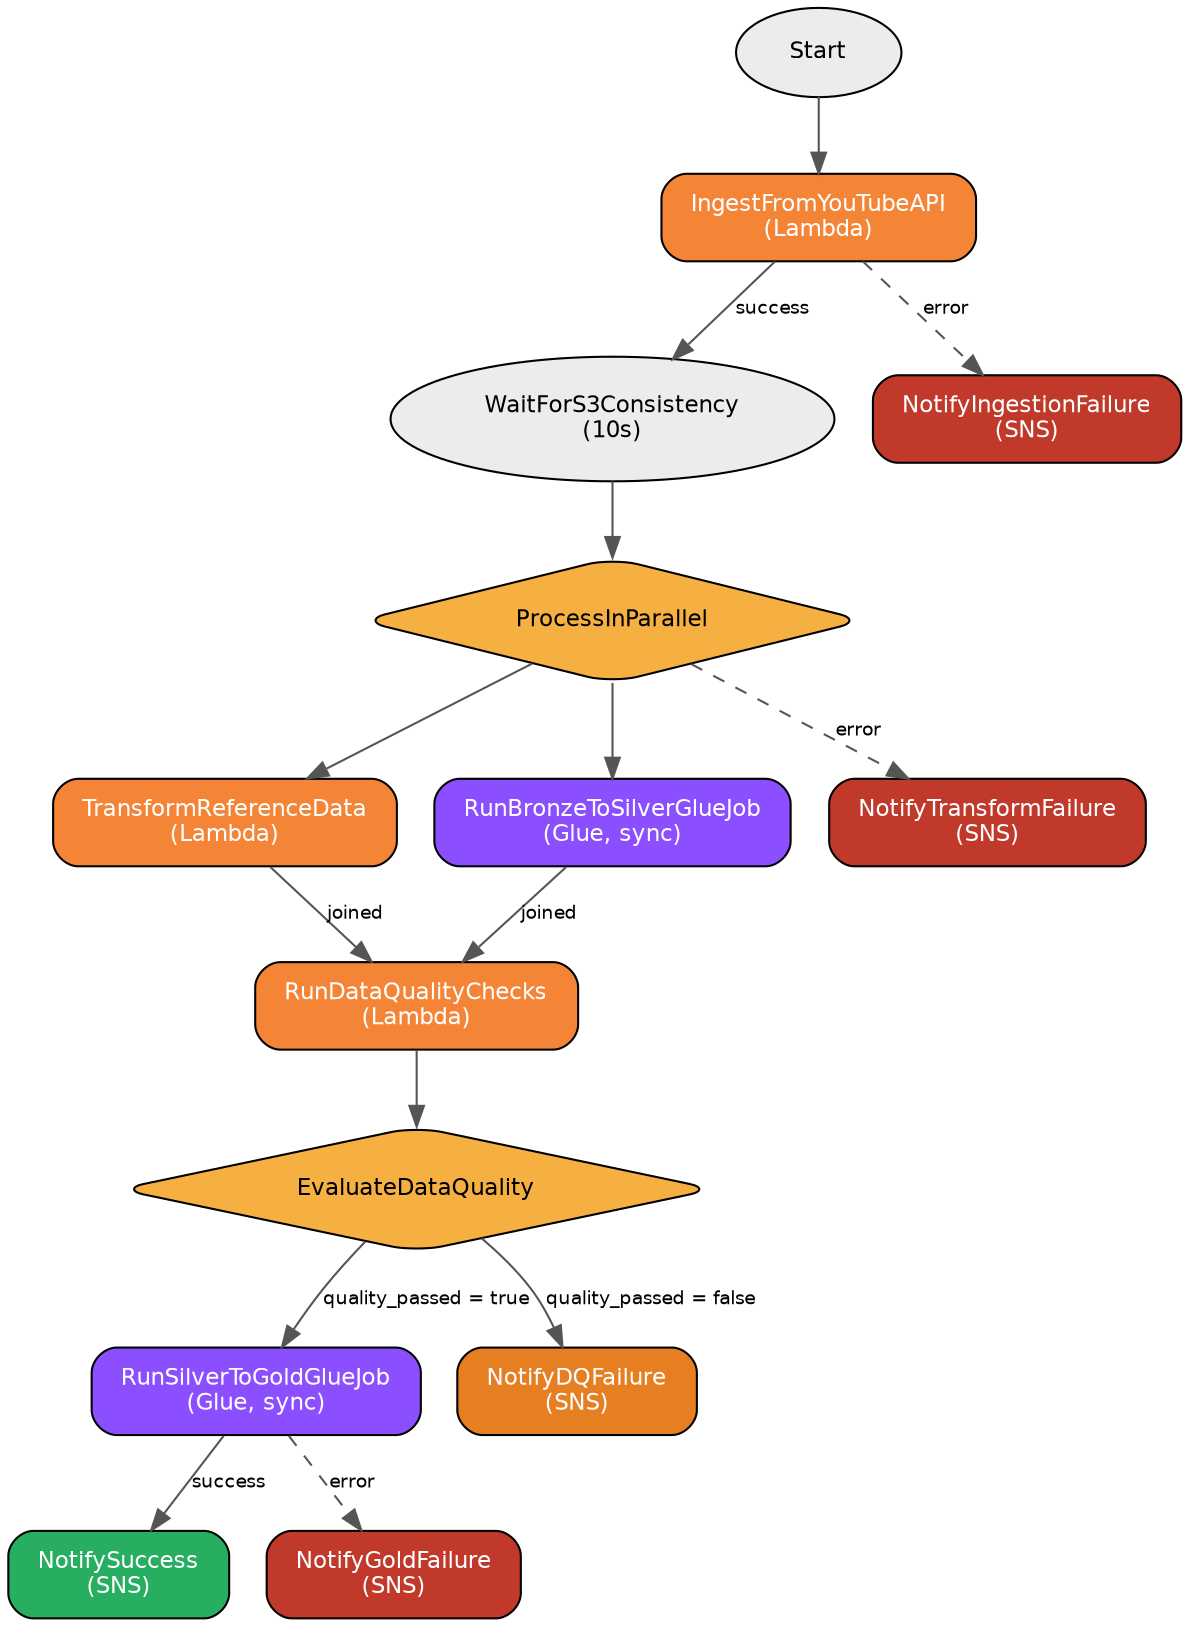 Start
IngestFromYouTubeAPI
(Lambda)
success
error
WaitForS3Consistency
(10s)
NotifyIngestionFailure
(SNS)
ProcessInParallel
error
TransformReferenceData
(Lambda)
RunBronzeToSilverGlueJob
(Glue, sync)
NotifyTransformFailure
(SNS)
joined
joined
RunDataQualityChecks
(Lambda)
EvaluateDataQuality
quality_passed = true
quality_passed = false
RunSilverToGoldGlueJob
(Glue, sync)
NotifyDQFailure
(SNS)
success
error
NotifySuccess
(SNS)
NotifyGoldFailure
(SNS)